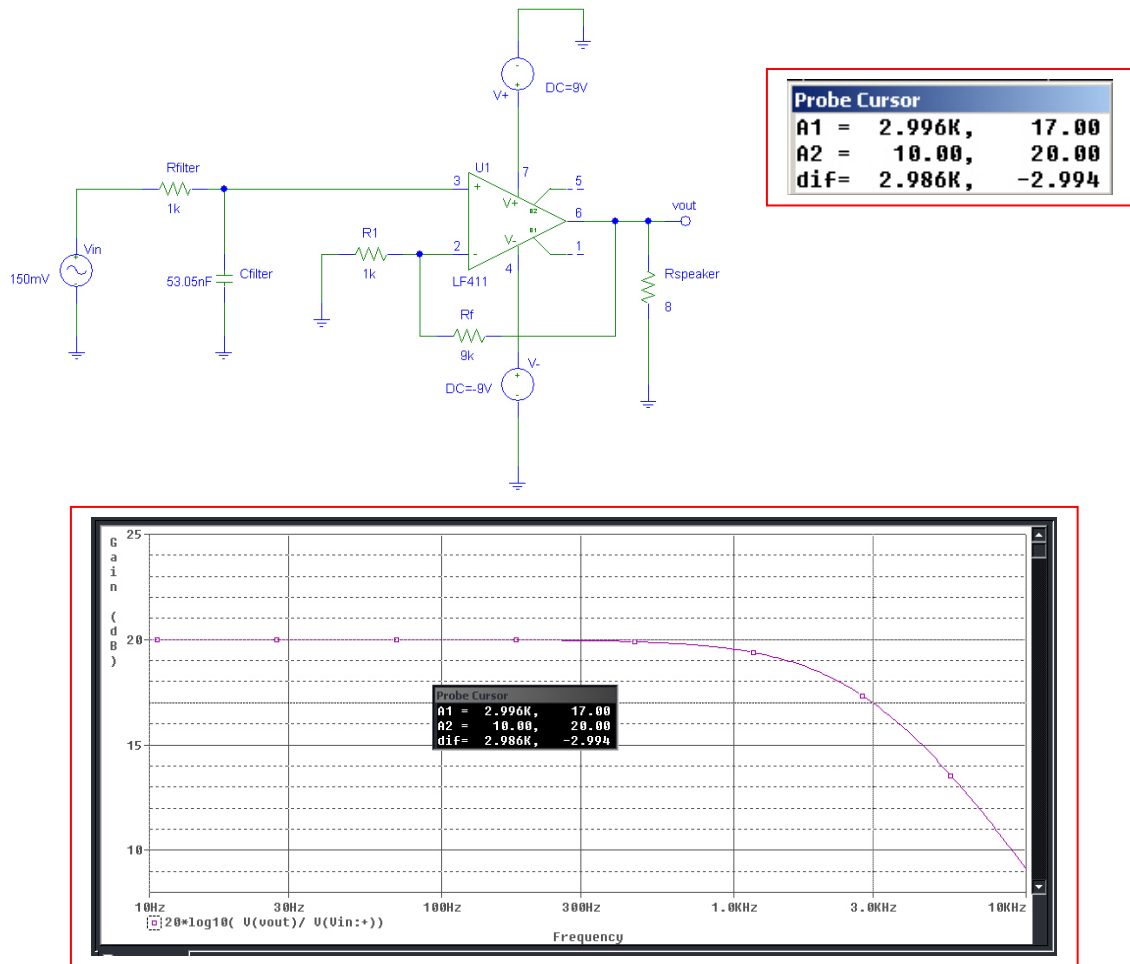 V+
DC=9V
Probe Cursor
A1 = 2.996K, 17.00
A2 = 10.00, 20.00
dif= 2.986K, -2.994
Rfilter
1k
U1
7
5
3
+
V+
B2
6
vout
B1
1
2
-
V-
4
LF411
R1
1k
Vin
150mV
Cfilter
53.05nF
Rspeaker
8
Rf
9k
V-
DC=-9V
Gain (dB)
25
20
15
10
Probe Cursor
A1 = 2.996K, 17.00
A2 = 10.00, 20.00
dif= 2.986K, -2.994
10Hz 30Hz 100Hz 300Hz 1.0KHz 3.0KHz 10KHz
20*log10( V(vout)/ V(Vin:+))
Frequency